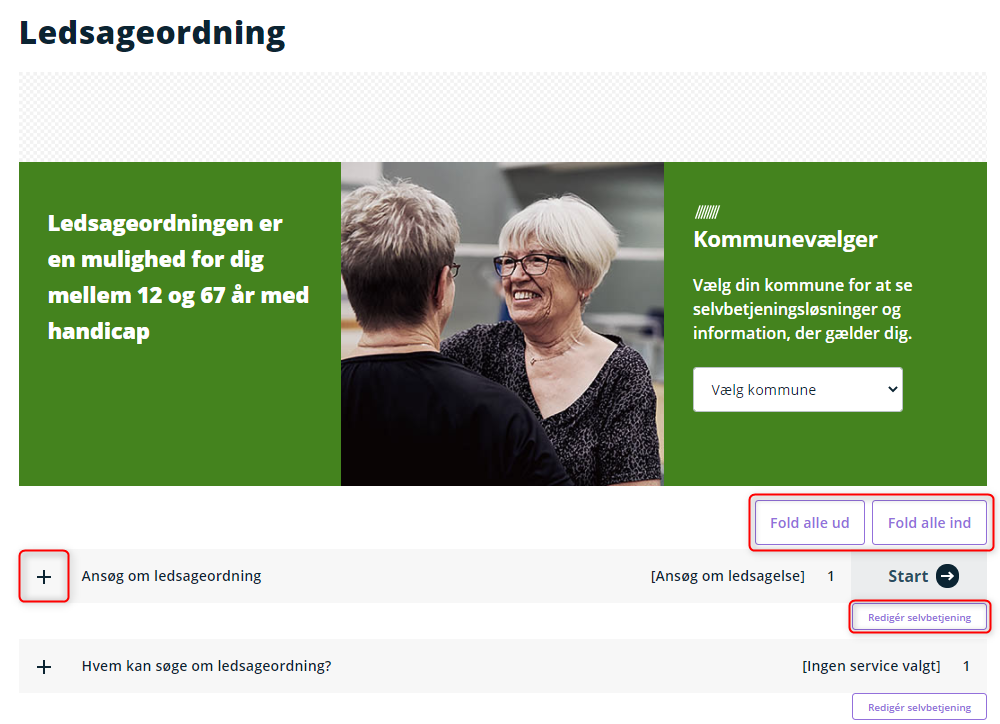 Ledsageordning
Ledsageordningen er
en mulighed for dig
mellem 12 og 67 år med
handicap
Kommunevælger
Vælg din kommune for at se
selvbetjeningsløsninger og
information, der gælder dig.
Vælg kommune
Fold alle ud
Fold alle ind
Ansøg om ledsageordning
[Ansøg om ledsagelse]
1
Start
Redigér selvbetjening
Hvem kan søge om ledsageordning?
[Ingen service valgt]
1
Redigér selvbetjening